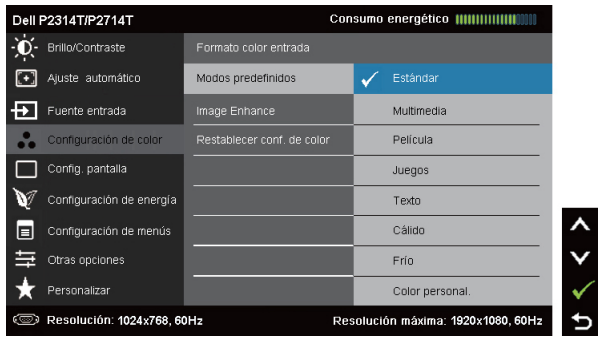 Dell P2314T/P2714T
Consumo energético
Brillo/Contraste
Formato color entrada
Ajuste automático
Modos predefinidos
Estándar
Fuente entrada
Image Enhance
Multimedia
Configuración de color
Restablecer conf. de color
Película
Config. pantalla
Juegos
Configuración de energía
Texto
Configuración de menús
Cálido
Otras opciones
Frío
Personalizar
Color personal.
Resolución: 1024x768, 60Hz
Resolución máxima: 1920x1080, 60Hz